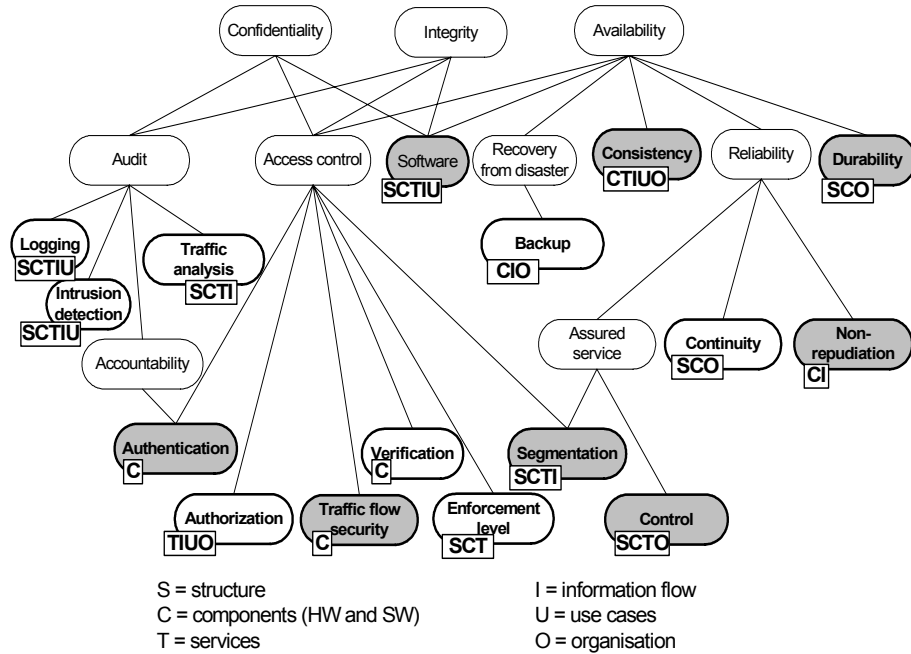 Confidentiality
Integrity
Availability
Audit
Access control
Software
SCTIU
Recovery
from disaster
Consistency
CTIUO
Reliability
Durability
SCO
Logging
SCTIU
Traffic
analysis
SCTI
Intrusion
detection
SCTIU
Backup
CIO
Accountability
Assured
service
Continuity
SCO
Non-
repudiation
CI
Authentication
C
Verification
C
Segmentation
SCTI
Authorization
TIUO
Traffic flow
security
C
Enforcement
level
SCT
Control
SCTO
S = structure
C = components (HW and SW)
T = services
I = information flow
U = use cases
O = organisation